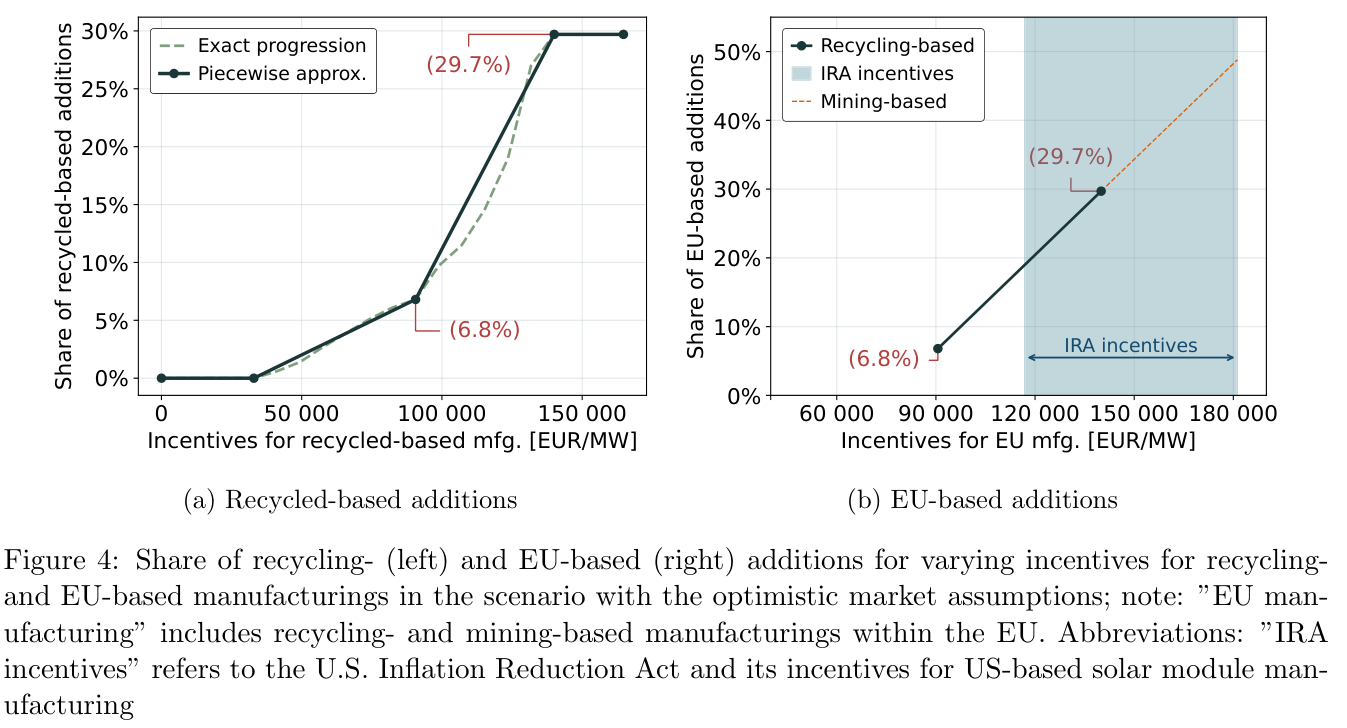 Share of recycled-based additions
30%
25%
20%
15%
10%
5%
0%
Exact progression
Piecewise approx.
(29.7%)
(6.8%)
0
50 000
100 000
150 000
Incentives for recycled-based mfg. [EUR/MW]
(a) Recycled-based additions
Share of EU-based additions
50%
40%
30%
20%
10%
0%
Recycling-based
IRA incentives
Mining-based
(29.7%)
(6.8%)
IRA incentives
60 000
90 000
120 000
150 000
180 000
Incentives for EU mfg. [EUR/MW]
(b) EU-based additions
Figure 4: Share of recycling- (left) and EU-based (right) additions for varying incentives for recycling-
and EU-based manufacturings in the scenario with the optimistic market assumptions; note: ”EU man-
ufacturing” includes recycling- and mining-based manufacturings within the EU. Abbreviations: ”IRA
incentives” refers to the U.S. Inflation Reduction Act and its incentives for US-based solar module man-
ufacturing